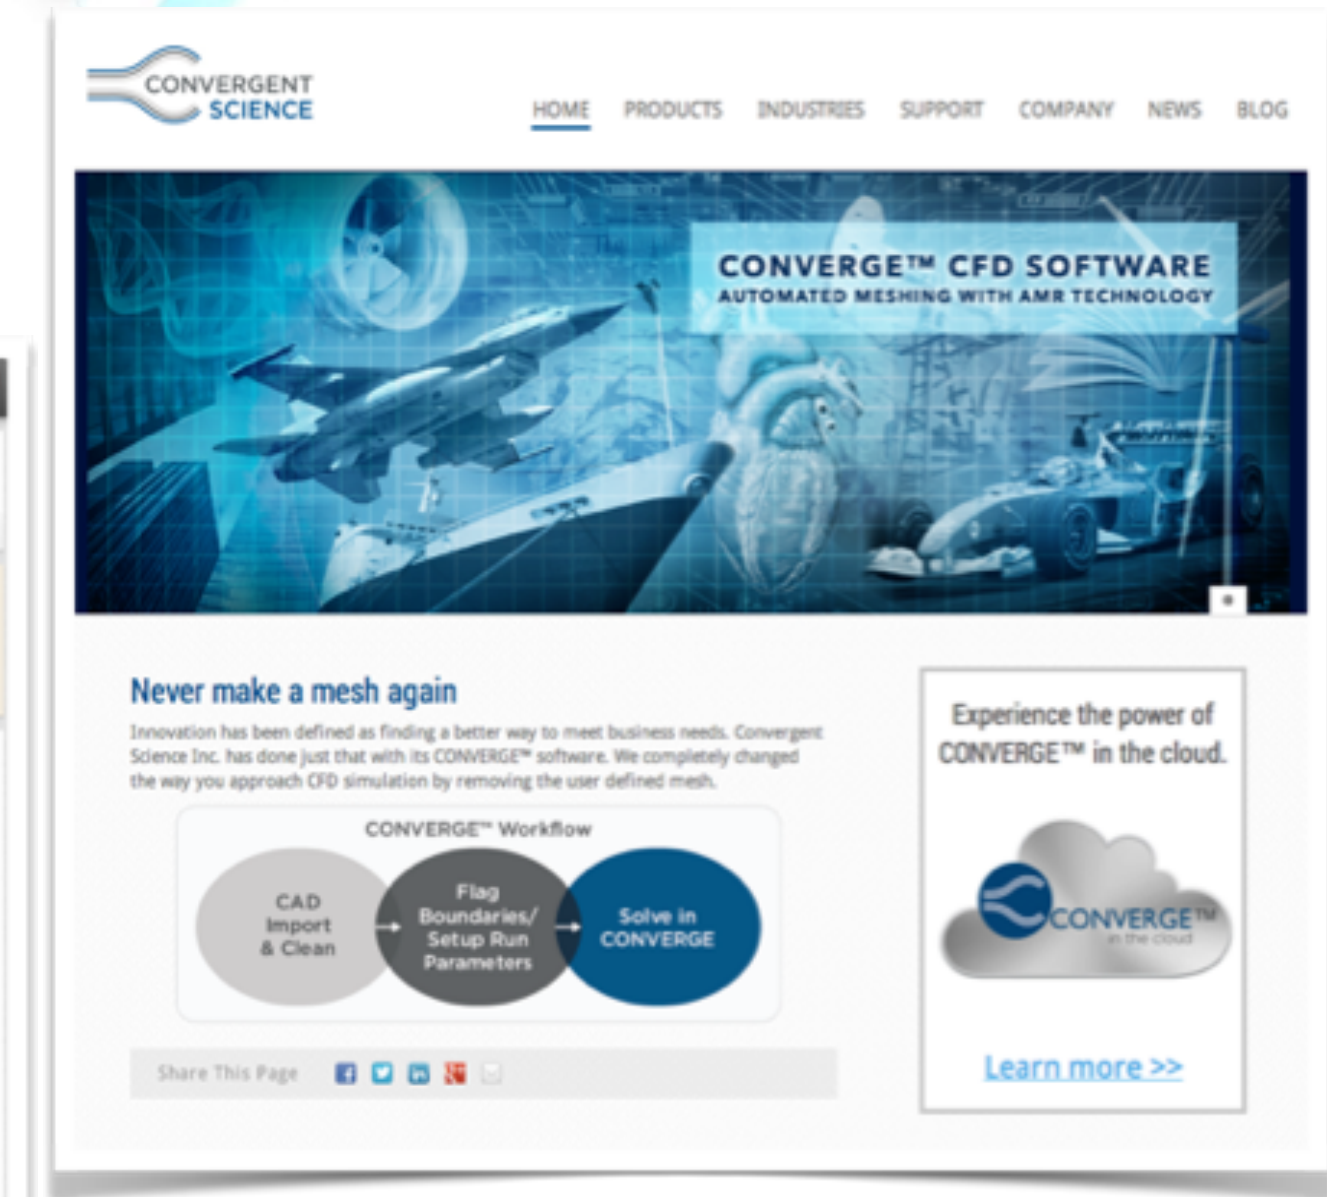 CONVERGENT
SCIENCE
HOME PRODUCTS INDUSTRIES SUPPORT COMPANY NEWS BLOG
CONVERGE™ CFD SOFTWARE
AUTOMATED MESHING WITH AMR TECHNOLOGY
Never make a mesh again
Innovation has been defined as finding a better way to meet business needs. Convergent
Science Inc. has done just that with its CONVERGE™ software. We completely changed
the way you approach CFD simulation by removing the user defined mesh.
CONVERGE™ Workflow
CAD
Import
& Clean
Flag
Boundaries/
Setup Run
Parameters
Solve in
CONVERGE
Share This Page
Experience the power of
CONVERGE™ in the cloud.
CONVERGE™
in the cloud
Learn more >>